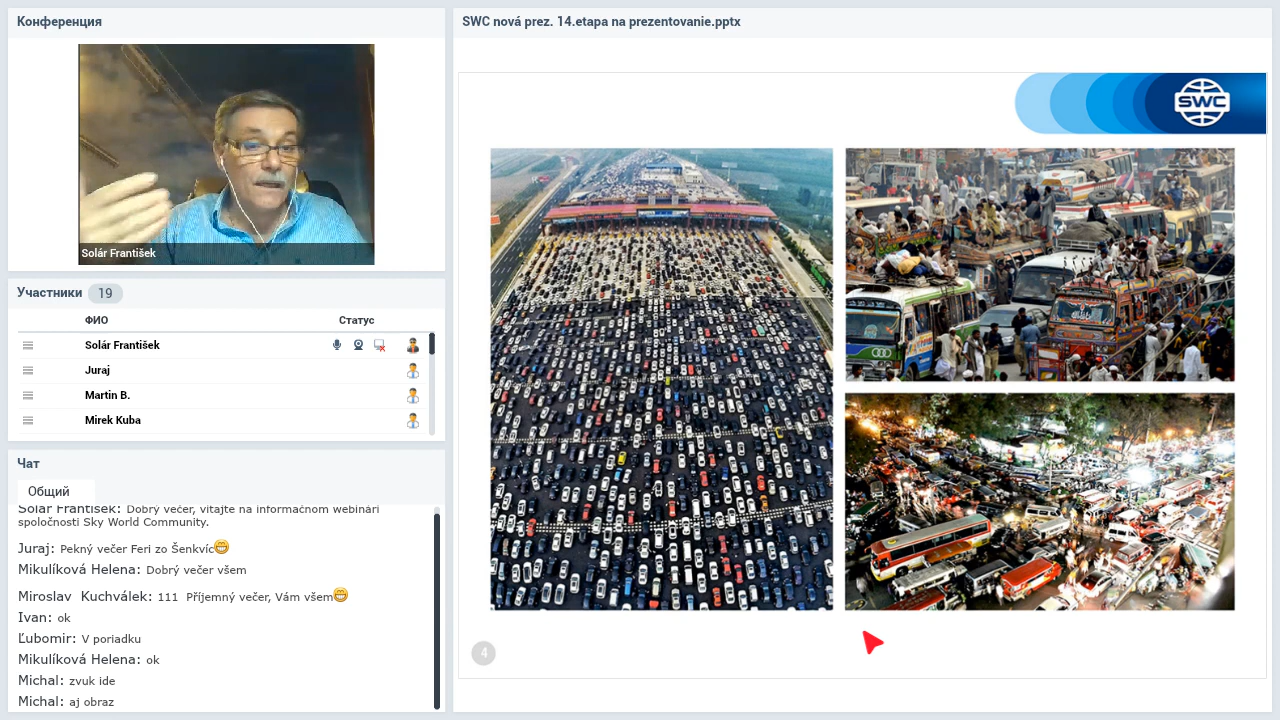 Конференция
Solár František
Участники 19
ФИО Статус
Solár František
Juraj
Martin B.
Mirek Kuba
Чат
Общий
Solár František: Dobrý večer, vitajte na informačnom webinári
spoločnosti Sky World Community.
Juraj: Pekný večer Feri zo Šenkvíc
Mikulíková Helena: Dobrý večer všem
Miroslav Kuchválek: 111 Příjemný večer, Vám všem
Ivan: ok
Ľubomir: V poriadku
Mikulíková Helena: ok
Michal: zvuk ide
Michal: aj obraz
SWC nová prez. 14.etapa na prezentovanie.pptx
SWC
4